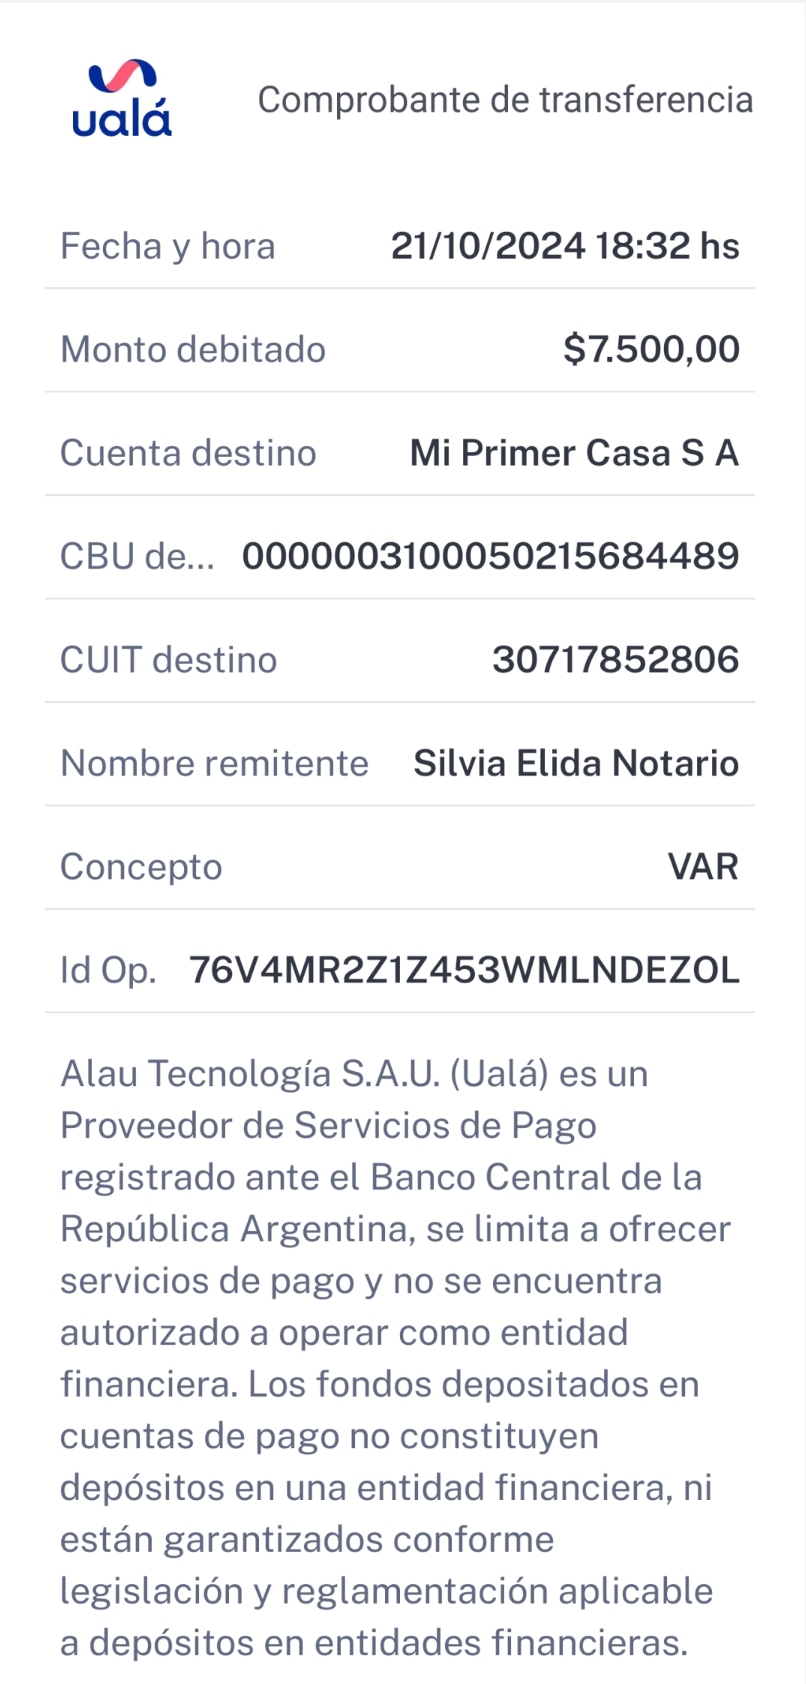 ualá
Comprobante de transferencia
Fecha y hora 21/10/2024 18:32 hs
Monto debitado $7.500,00
Cuenta destino Mi Primer Casa S A
CBU de... 0000003100050215684489
CUIT destino 30717852806
Nombre remitente Silvia Elida Notario
Concepto VAR
Id Op. 76V4MR2Z1Z453WMLNDEZOL
Alau Tecnología S.A.U. (Ualá) es un
Proveedor de Servicios de Pago
registrado ante el Banco Central de la
República Argentina, se limita a ofrecer
servicios de pago y no se encuentra
autorizado a operar como entidad
financiera. Los fondos depositados en
cuentas de pago no constituyen
depósitos en una entidad financiera, ni
están garantizados conforme
legislación y reglamentación aplicable
a depósitos en entidades financieras.